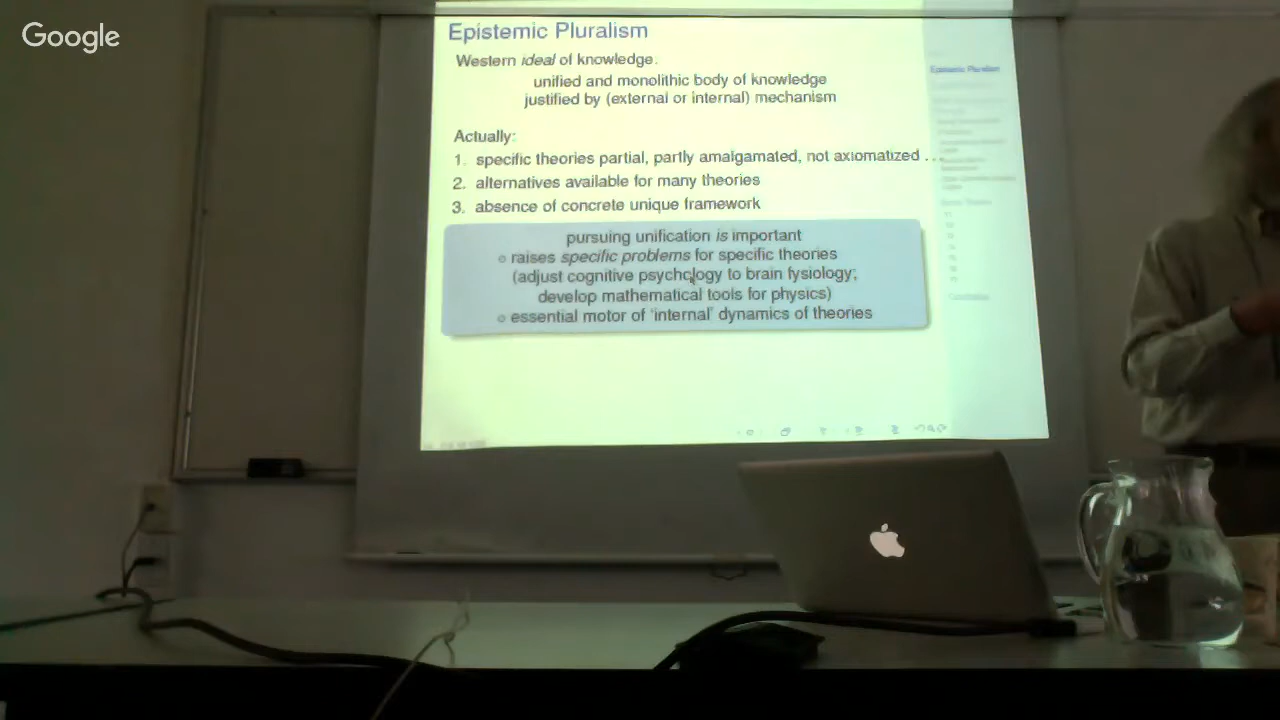 Google
Epistemic Pluralism
Western ideal of knowledge.
unified and monolithic body of knowledge
justified by (external or internal) mechanism
Actually:
1. specific theories partial, partly amalgamated, not axiomatized ...
2. alternatives available for many theories
3. absence of concrete unique framework
pursuing unification is important
raises specific problems for specific theories
(adjust cognitive psychology to brain fysiology;
develop mathematical tools for physics)
essential motor of 'internal' dynamics of theories
Epistemic Pluralism